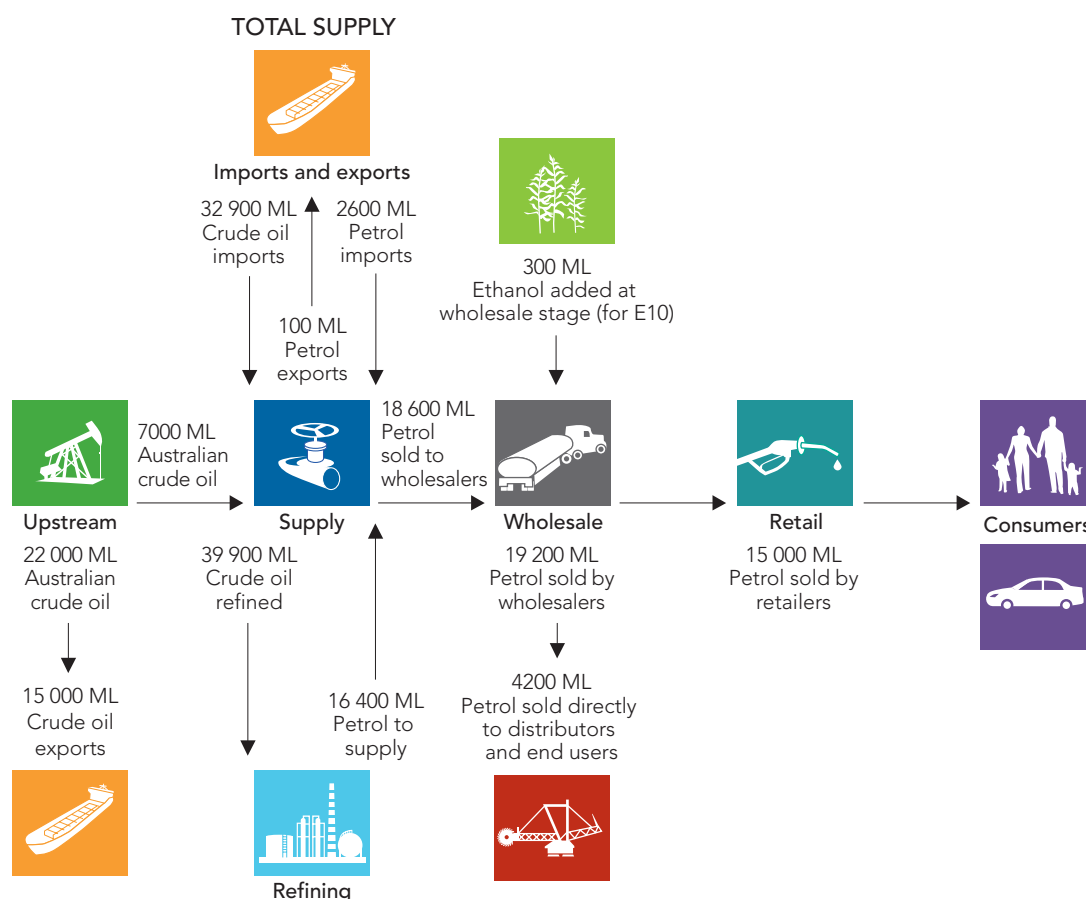 TOTAL SUPPLY
Imports and exports
32 900 ML
Crude oil
imports
2600 ML
Petrol
imports
100 ML
Petrol
exports
300 ML
Ethanol added at
wholesale stage (for E10)
7000 ML
Australian
crude oil
18 600 ML
Petrol
sold to
wholesalers
Upstream
Supply
Wholesale
Retail
Consumers
22 000 ML
Australian
crude oil
39 900 ML
Crude oil
refined
19 200 ML
Petrol sold by
wholesalers
15 000 ML
Petrol sold by
retailers
15 000 ML
Crude oil
exports
16 400 ML
Petrol to
supply
4200 ML
Petrol sold directly
to distributors
and end users
Refining